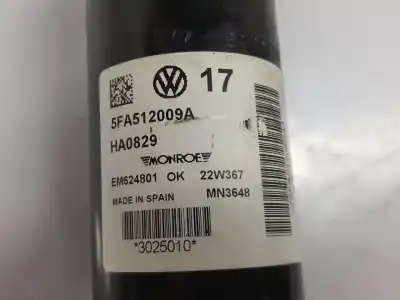 17
5FA512009A
HA0829
MONROE
EM624801 OK 22W367
MADE IN SPAIN MN3648
*3025010*